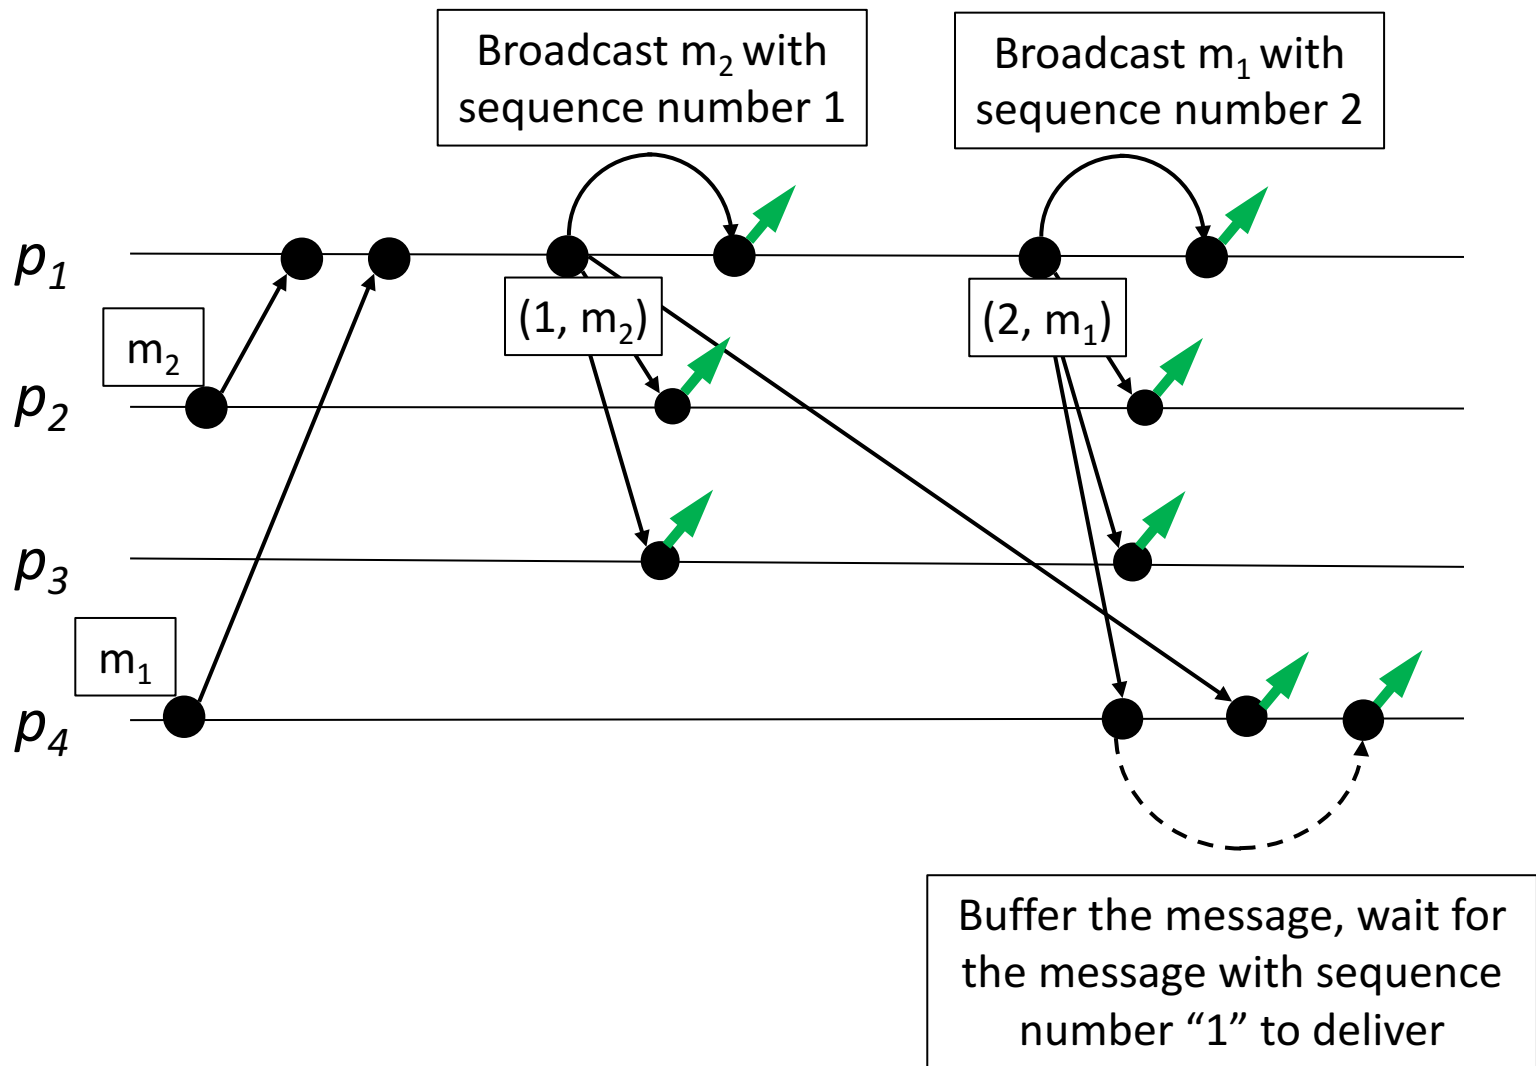 Broadcast m₂ with
sequence number 1
Broadcast m₁ with
sequence number 2
p₁
(1, m₂)
(2, m₁)
m₂
p₂
p₃
m₁
p₄
Buffer the message, wait for
the message with sequence
number “1” to deliver